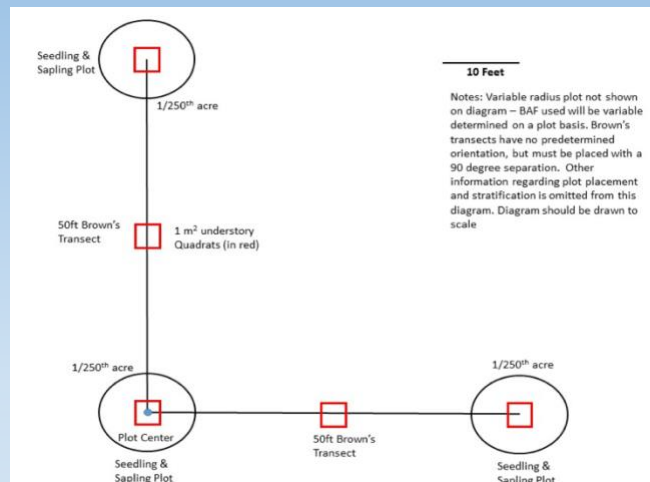 Seedling &
Sapling Plot
1/250th acre
10 Feet
Notes: Variable radius plot not shown
on diagram – BAF used will be variable
determined on a plot basis. Brown's
transects have no predetermined
orientation, but must be placed with a
90 degree separation.  Other
information regarding plot placement
and stratification is omitted from this
diagram. Diagram should be drawn to
scale
50ft Brown's
Transect
1 m² understory
Quadrats (in red)
1/250th acre
Plot Center
Seedling &
Sapling Plot
50ft Brown's
Transect
1/250th acre
Seedling &
Sapling Plot